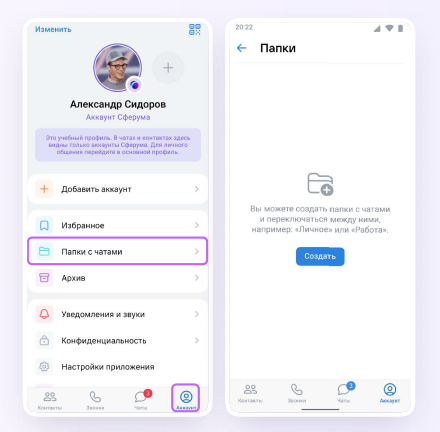 Изменить
Александр Сидоров
Аккаунт Сферума
Это учебный профиль. В чатах и контактах здесь
видны только аккаунты Сферума. Для личного
общения перейдите в основной профиль.
Добавить аккаунт
Избранное
Папки с чатами
Архив
Уведомления и звуки
Конфиденциальность
Настройки приложения
3
Контакты
Звонки
Чаты
Аккаунт
20:22
Папки
Вы можете создать папки с чатами
и переключаться между ними,
например: «Личное» или «Работа».
Создать
3
Контакты
Звонки
Чаты
Аккаунт